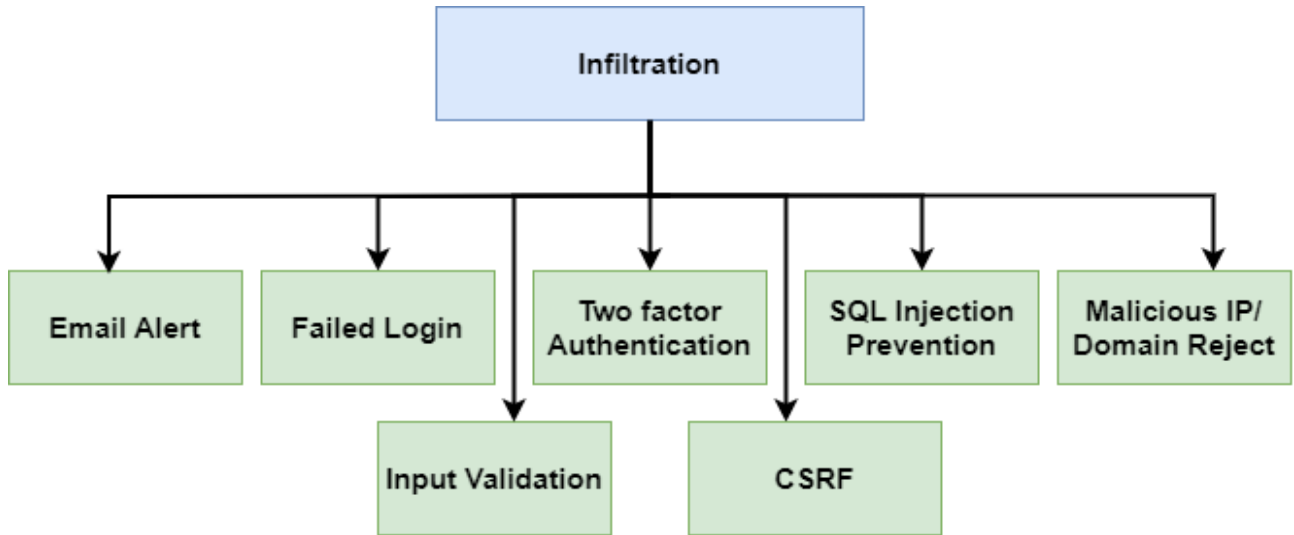 Infiltration
Email Alert
Failed Login
Two factor
Authentication
SQL Injection
Prevention
Malicious IP/
Domain Reject
Input Validation
CSRF